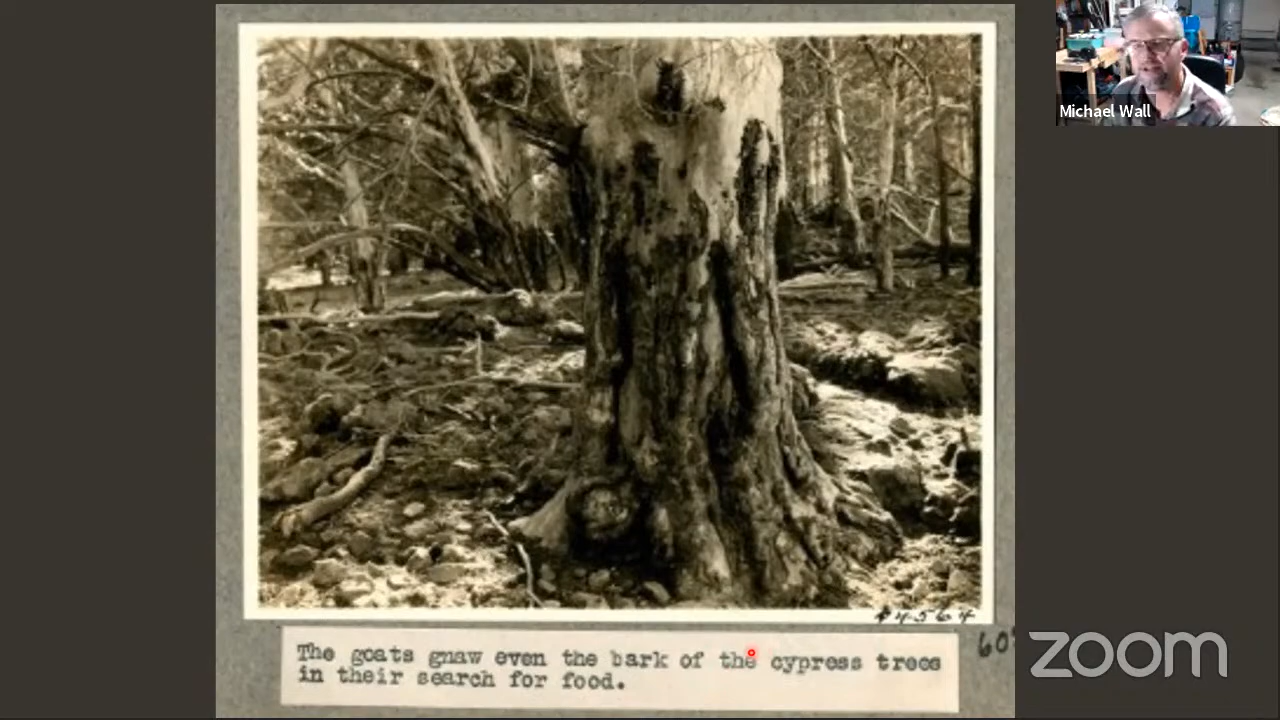 Michael Wall
#4564
60
The goats gnaw even the bark of the cypress trees
in their search for food.
zoom